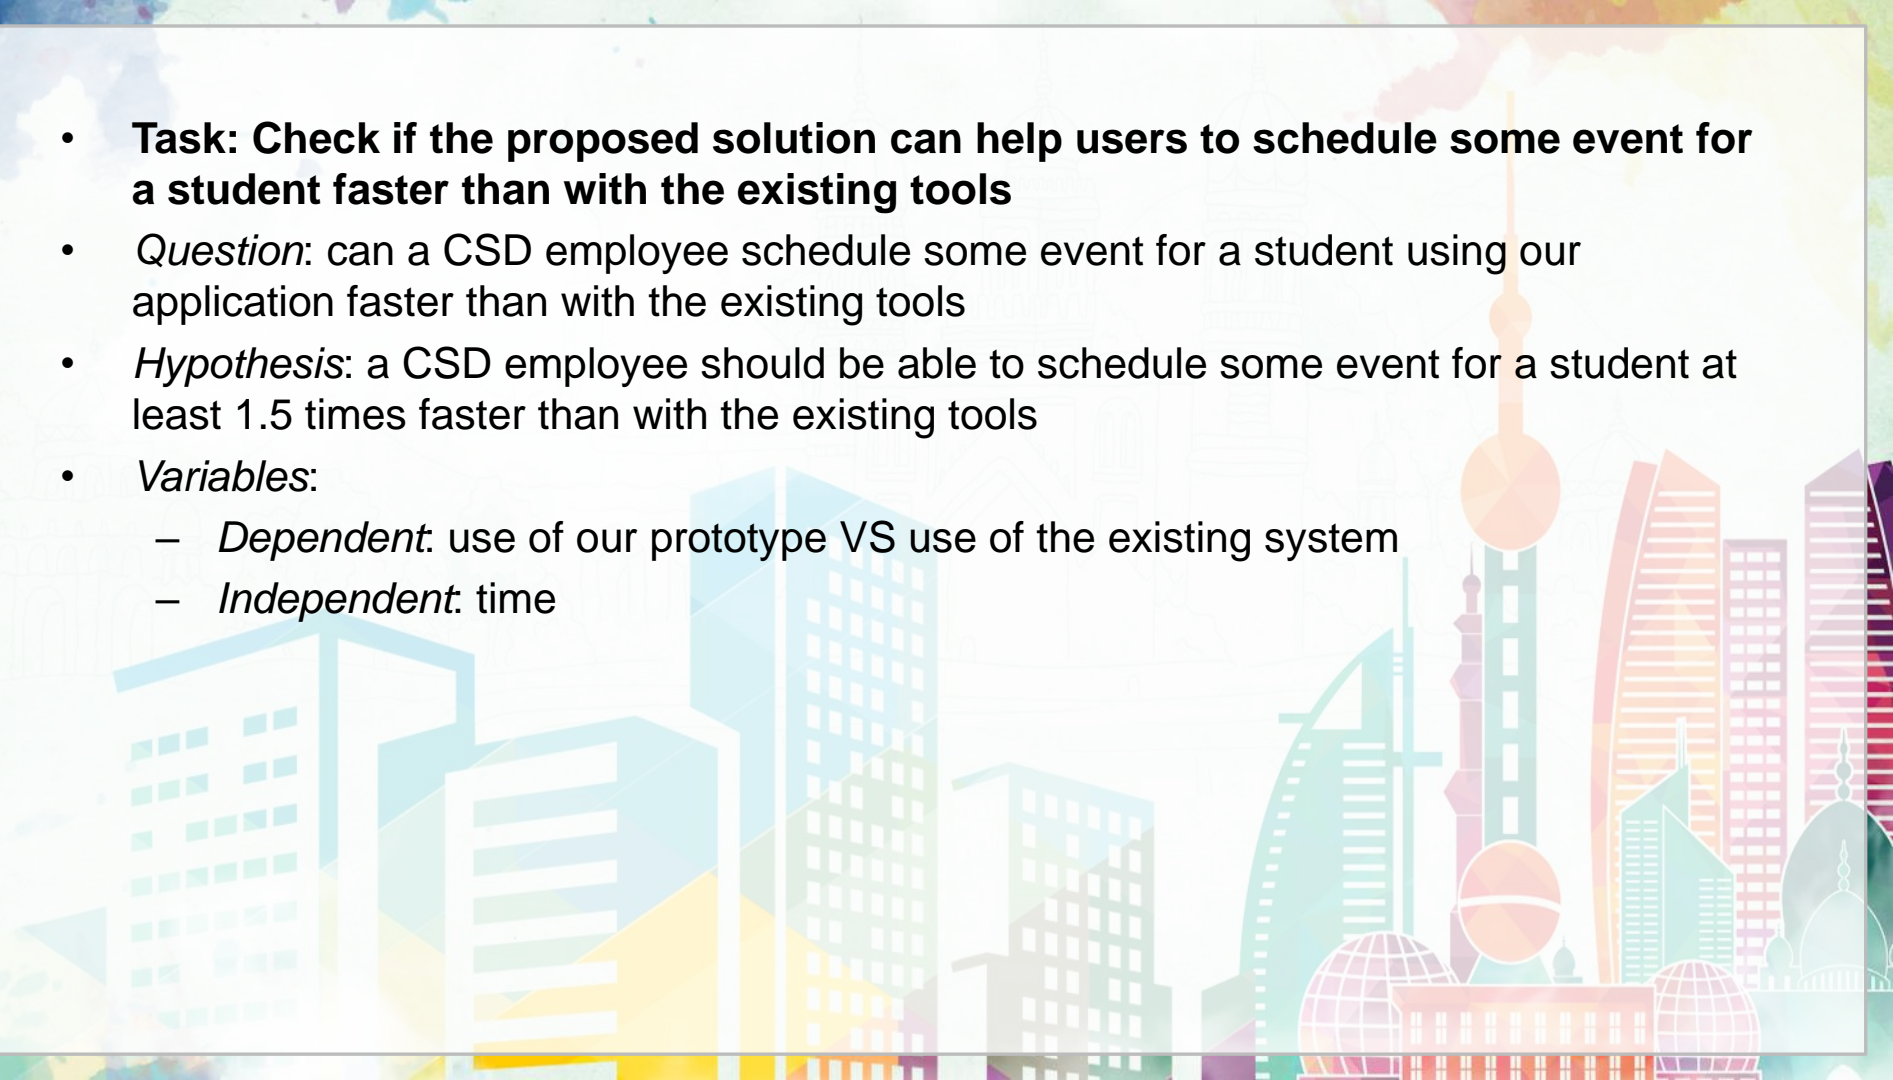 • Task: Check if the proposed solution can help users to schedule some event for
a student faster than with the existing tools
• Question: can a CSD employee schedule some event for a student using our
application faster than with the existing tools
• Hypothesis: a CSD employee should be able to schedule some event for a student at
least 1.5 times faster than with the existing tools
• Variables:
– Dependent: use of our prototype VS use of the existing system
– Independent: time